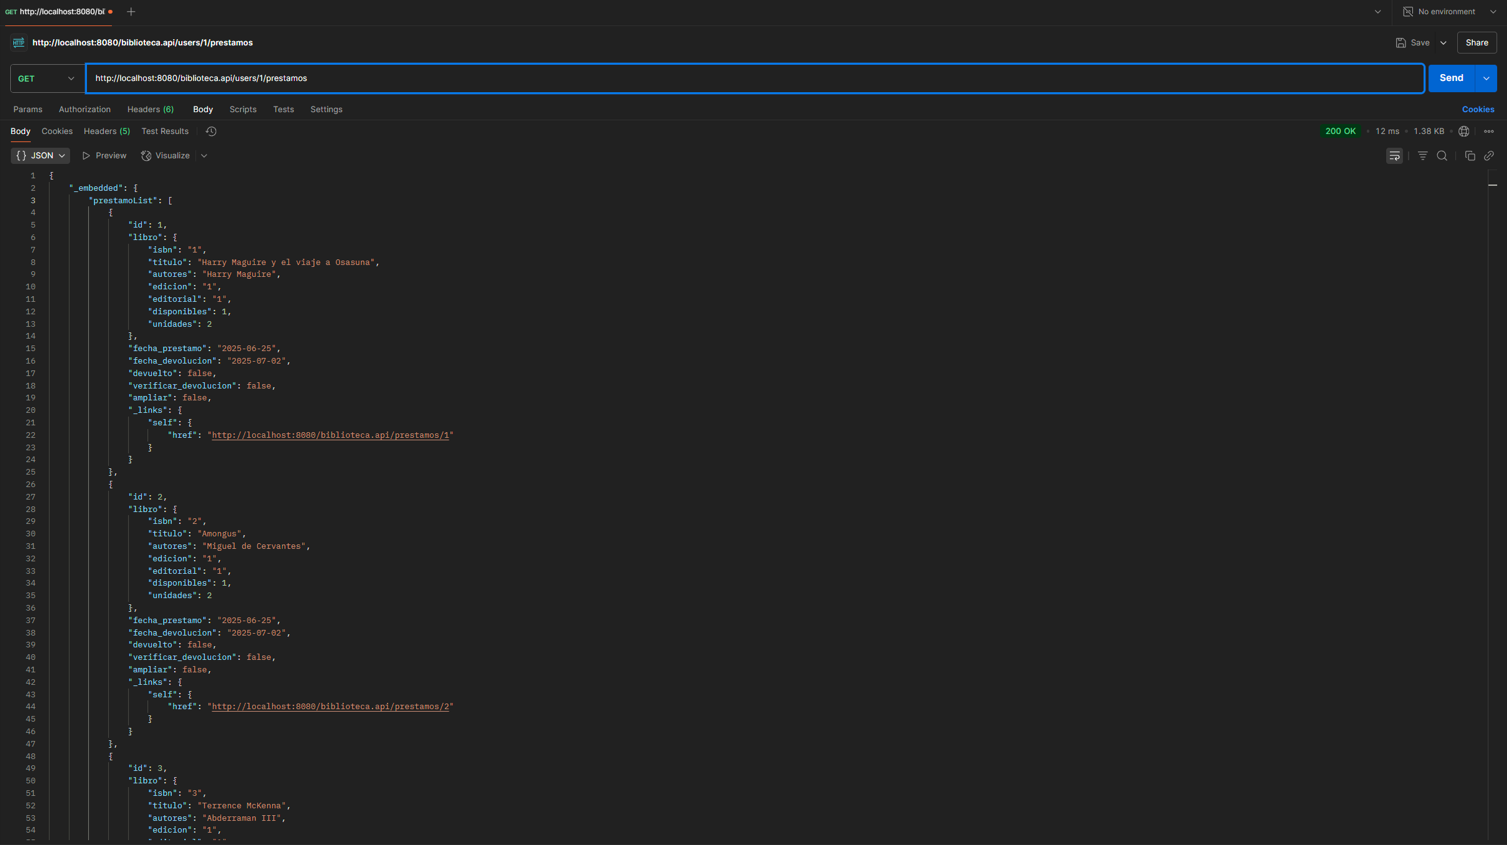 GET http://localhost:8080/bi
No environment
http://localhost:8080/biblioteca.api/users/1/prestamos
Save
Share
GET
http://localhost:8080/biblioteca.api/users/1/prestamos
Send
Params Authorization Headers (6) Body Scripts Tests Settings
Cookies
Body Cookies Headers (5) Test Results
200 OK • 12 ms • 1.38 KB
{} JSON Preview Visualize
1 {
2 "_embedded": {
3 "prestamoList": [
4 {
5 "id": 1,
6 "libro": {
7 "isbn": "1",
8 "titulo": "Harry Maguire y el viaje a Osasuna",
9 "autores": "Harry Maguire",
10 "edicion": "1",
11 "editorial": "1",
12 "disponibles": 1,
13 "unidades": 2
14 },
15 "fecha_prestamo": "2025-06-25",
16 "fecha_devolucion": "2025-07-02",
17 "devuelto": false,
18 "verificar_devolucion": false,
19 "ampliar": false,
20 "_links": {
21 "self": {
22 "href": "http://localhost:8080/biblioteca.api/prestamos/1"
23 }
24 }
25 },
26 {
27 "id": 2,
28 "libro": {
29 "isbn": "2",
30 "titulo": "Amongus",
31 "autores": "Miguel de Cervantes",
32 "edicion": "1",
33 "editorial": "1",
34 "disponibles": 1,
35 "unidades": 2
36 },
37 "fecha_prestamo": "2025-06-25",
38 "fecha_devolucion": "2025-07-02",
39 "devuelto": false,
40 "verificar_devolucion": false,
41 "ampliar": false,
42 "_links": {
43 "self": {
44 "href": "http://localhost:8080/biblioteca.api/prestamos/2"
45 }
46 }
47 },
48 {
49 "id": 3,
50 "libro": {
51 "isbn": "3",
52 "titulo": "Terrence McKenna",
53 "autores": "Abderraman III",
54 "edicion": "1",